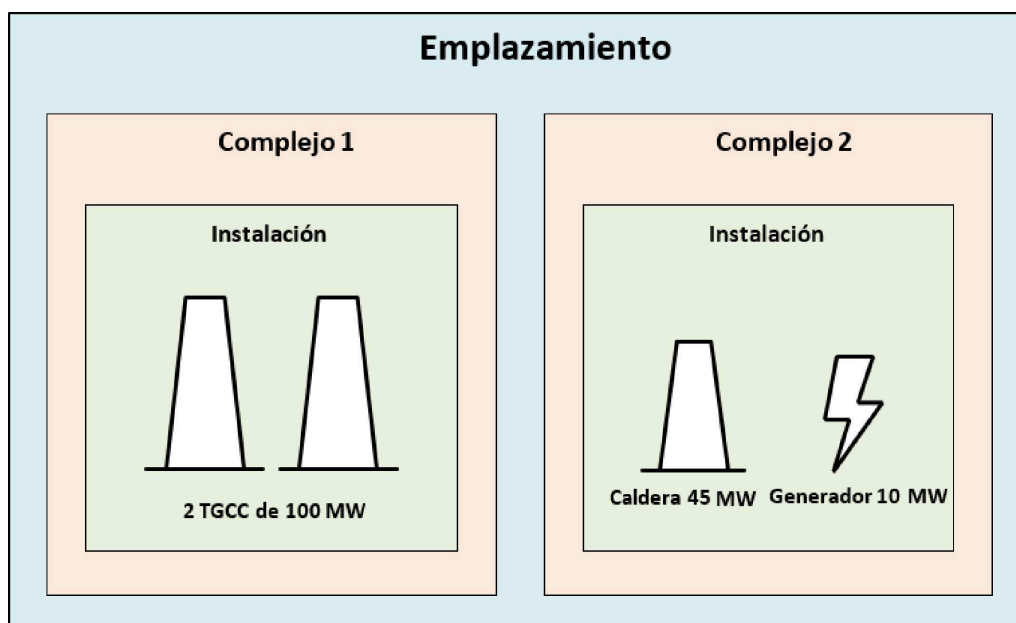 Emplazamiento
Complejo 1
Complejo 2
Instalación
Instalación
2 TGCC de 100 MW
Caldera 45 MW
Generador 10 MW